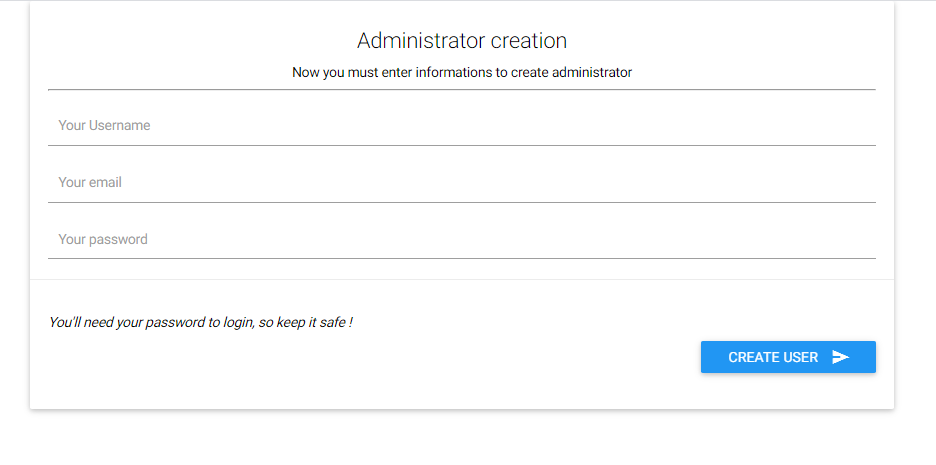 Administrator creation
Now you must enter informations to create administrator
Your Username
Your email
Your password
You'll need your password to login, so keep it safe !
CREATE USER